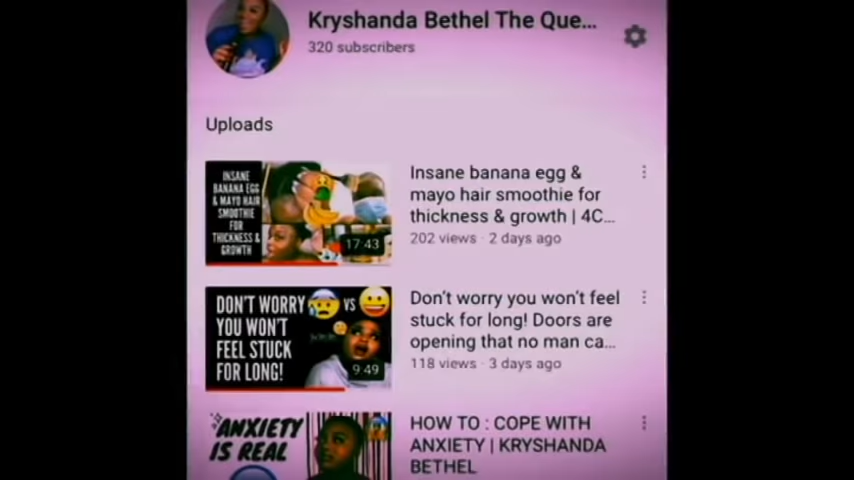 Kryshanda Bethel The Que...
320 subscribers
Uploads
INSANE
BANANA EGG
& MAYO HAIR
SMOOTHIE
FOR
THICKNESS &
GROWTH
17:43
Insane banana egg &
mayo hair smoothie for
thickness & growth | 4C...
202 views · 2 days ago
DON'T WORRY VS
YOU WON'T
FEEL STUCK
FOR LONG!
9:49
Don't worry you won't feel
stuck for long! Doors are
opening that no man ca...
118 views · 3 days ago
ANXIETY
IS REAL
HOW TO : COPE WITH
ANXIETY | KRYSHANDA
BETHEL